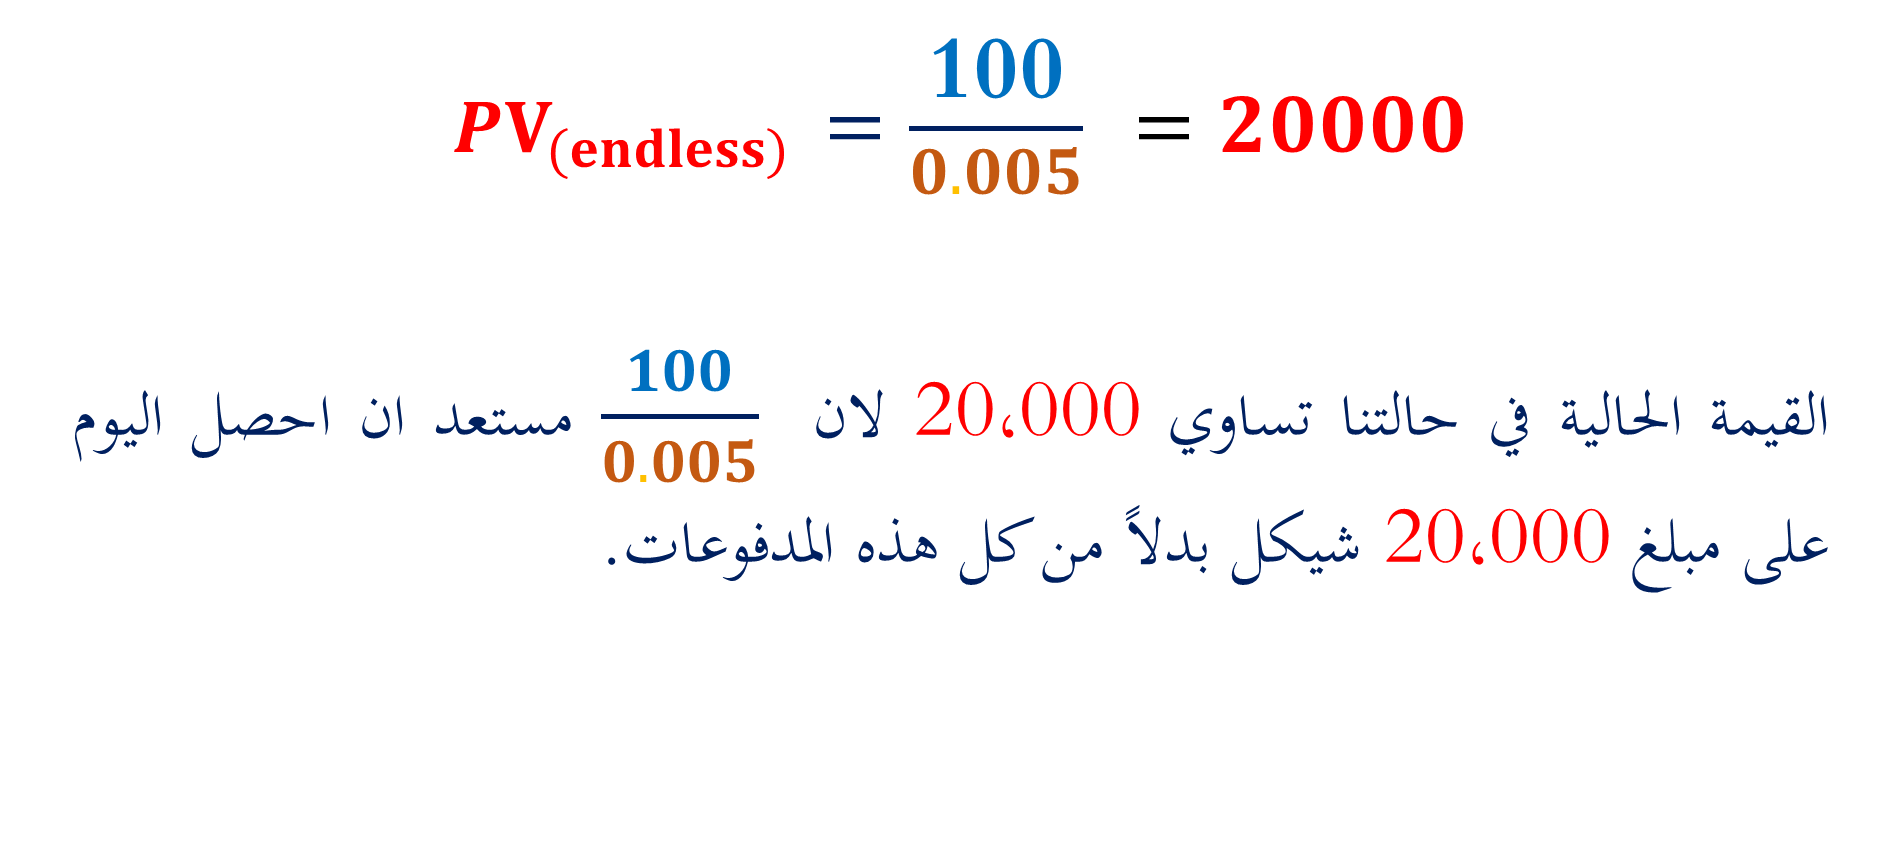 PV(endless) = 100/0.005 = 20000
القيمة الحالية في حالتنا تساوي 20،000 لان 100/0.005 مستعد ان احصل اليوم
على مبلغ 20،000 شيكل بدلاً من كل هذه المدفوعات.